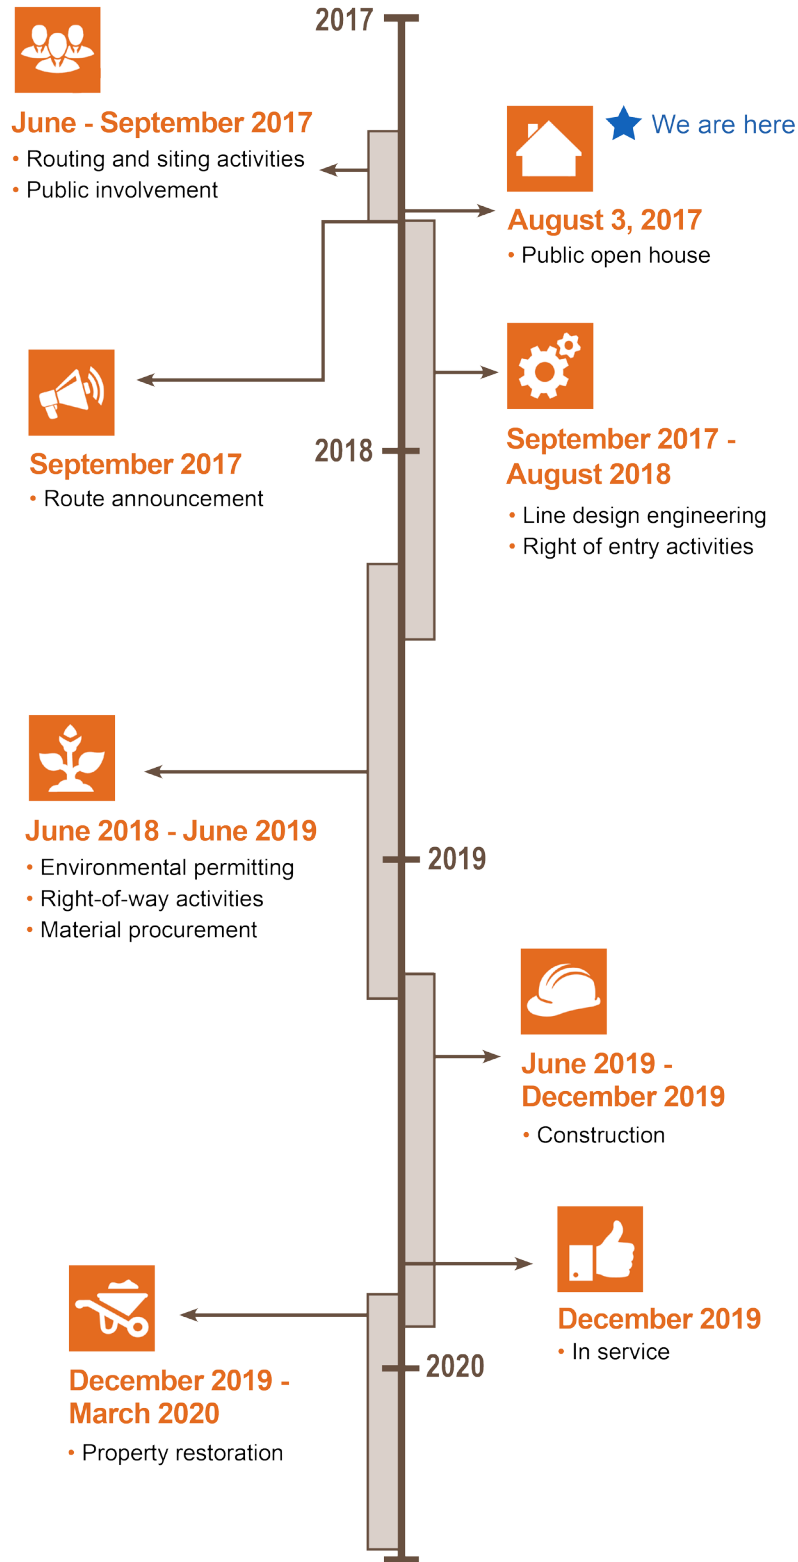 2017
June - September 2017
• Routing and siting activities
• Public involvement
We are here
August 3, 2017
• Public open house
September 2017
• Route announcement
2018
September 2017 -
August 2018
• Line design engineering
• Right of entry activities
June 2018 - June 2019
• Environmental permitting
• Right-of-way activities
• Material procurement
2019
June 2019 -
December 2019
• Construction
December 2019
• In service
2020
December 2019 -
March 2020
• Property restoration